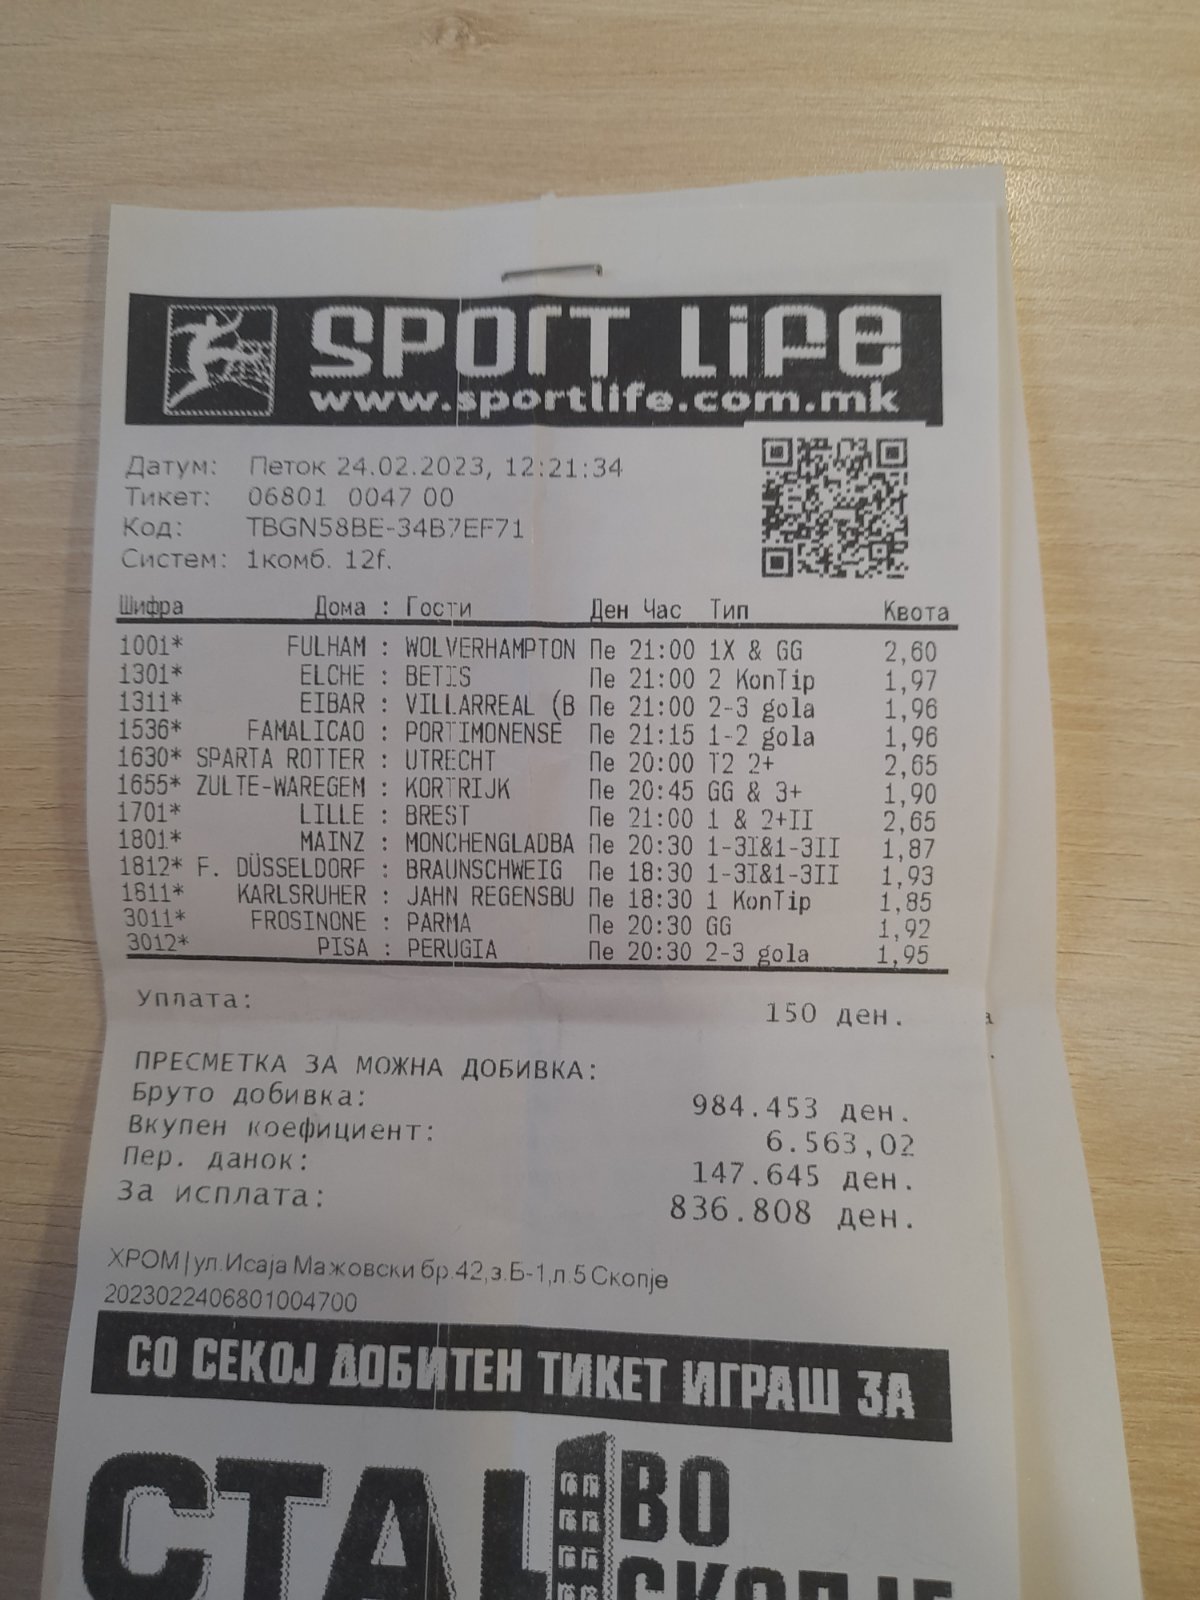 SPORT LIFE
www.sportlife.com.mk
Датум: Петок 24.02.2023, 12:21:34
Тикет: 06801 0047 00
Код: TBGN58BE-34B7EF71
Систем: 1комб. 12f.
Шифра Дома : Гости Ден Час Тип Квота
1001* FULHAM : WOLVERHAMPTON Пе 21:00 1X & GG 2,60
1301* ELCHE : BETIS Пе 21:00 2 KonTip 1,97
1311* EIBAR : VILLARREAL (B Пе 21:00 2-3 gola 1,96
1536* FAMALICAO : PORTIMONENSE Пе 21:15 1-2 gola 1,96
1630* SPARTA ROTTER : UTRECHT Пе 20:00 T2 2+ 2,65
1655* ZULTE-WAREGEM : KORTRIJK Пе 20:45 GG & 3+ 1,90
1701* LILLE : BREST Пе 21:00 1 & 2+II 2,65
1801* MAINZ : MONCHENGLADBA Пе 20:30 1-3I&1-3II 1,87
1812* F. DÜSSELDORF : BRAUNSCHWEIG Пе 18:30 1-3I&1-3II 1,93
1811* KARLSRUHER : JAHN REGENSBU Пе 18:30 1 KonTip 1,85
3011* FROSINONE : PARMA Пе 20:30 GG 1,92
3012* PISA : PERUGIA Пе 20:30 2-3 gola 1,95
Уплата: 150 ден.
ПРЕСМЕТКА ЗА МОЖНА ДОБИВКА:
Бруто добивка: 984.453 ден.
Вкупен коефициент: 6.563,02
Пер. данок: 147.645 ден.
За исплата: 836.808 ден.
ХРОМ|ул.Исаја Мажовски бр.42,з.Б-1,л.5 Скопје
2023022406801004700
СО СЕКОЈ ДОБИТЕН ТИКЕТ ИГРАШ ЗА
СТАН ВО
СКОПЈЕ